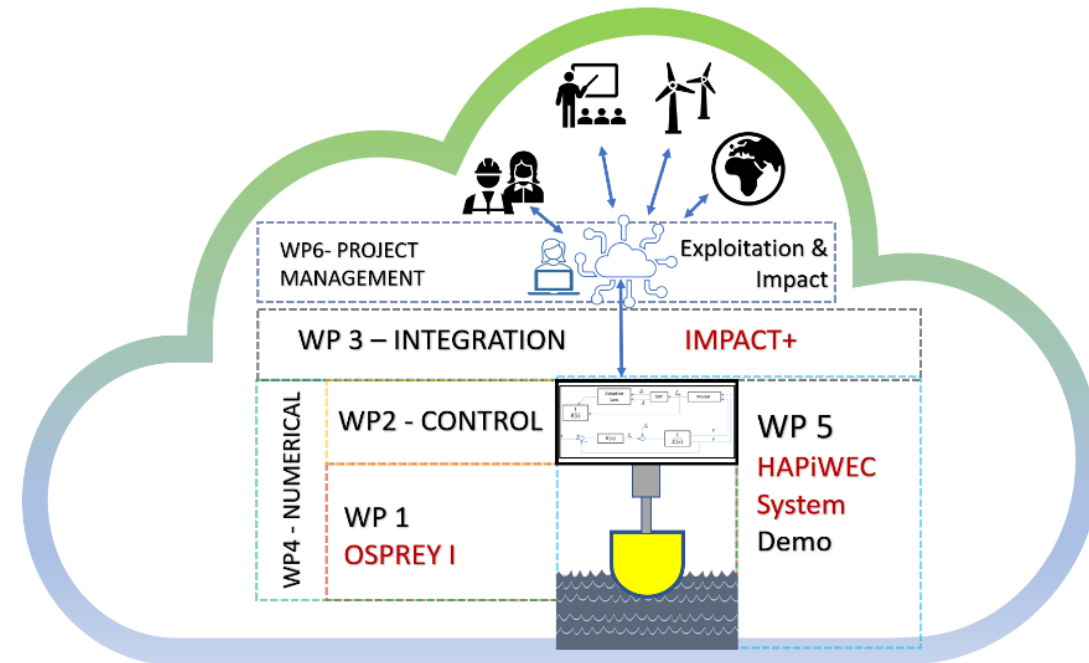 WP6- PROJECT
MANAGEMENT
Exploitation &
Impact
WP 3 – INTEGRATION
IMPACT+
WP4 - NUMERICAL
WP2 - CONTROL
WP 1
OSPREY I
WP 5
HAPiWEC
System
Demo